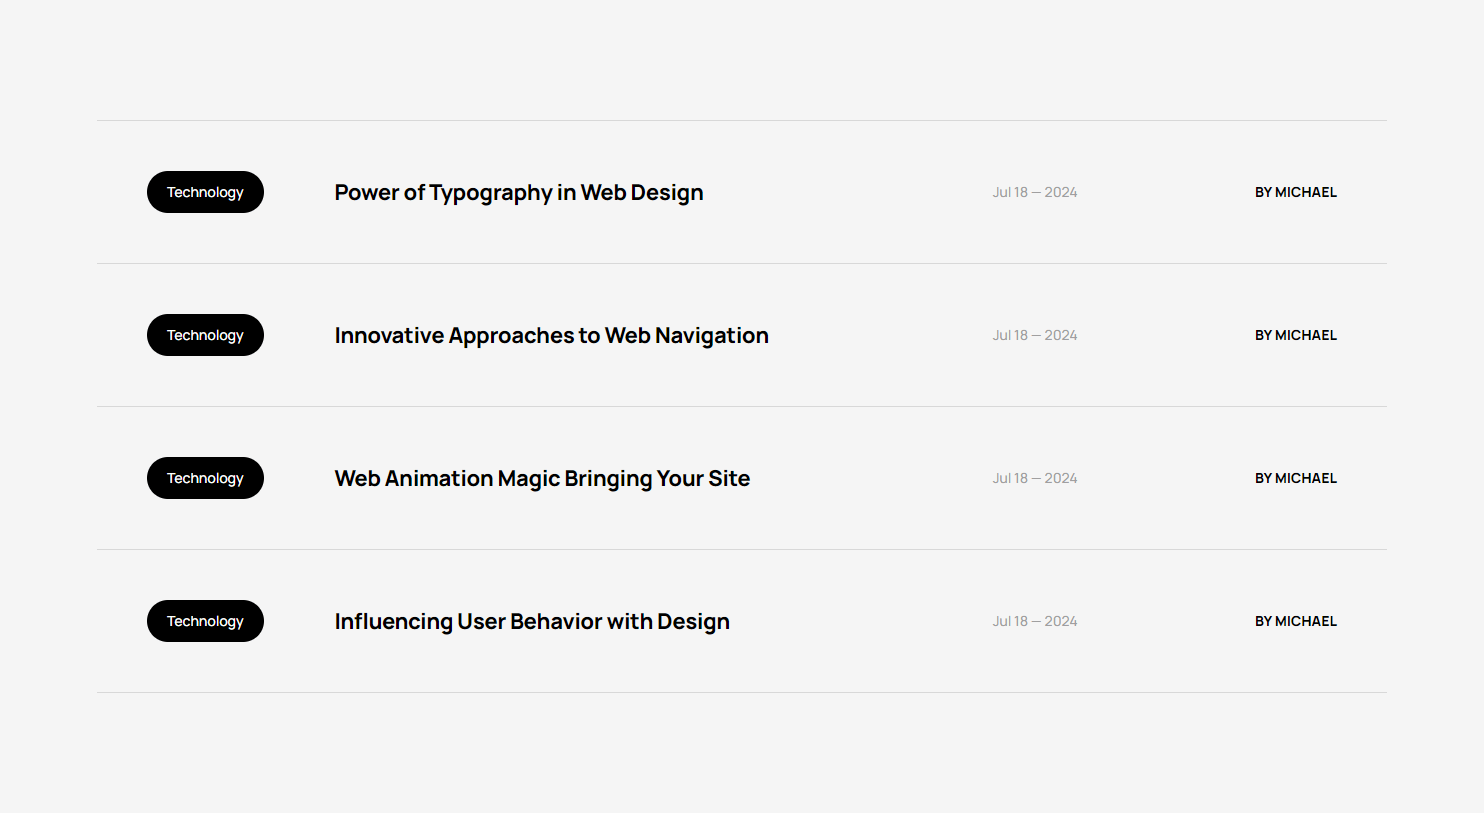 Technology Power of Typography in Web Design Jul 18 — 2024 BY MICHAEL
Technology Innovative Approaches to Web Navigation Jul 18 — 2024 BY MICHAEL
Technology Web Animation Magic Bringing Your Site Jul 18 — 2024 BY MICHAEL
Technology Influencing User Behavior with Design Jul 18 — 2024 BY MICHAEL